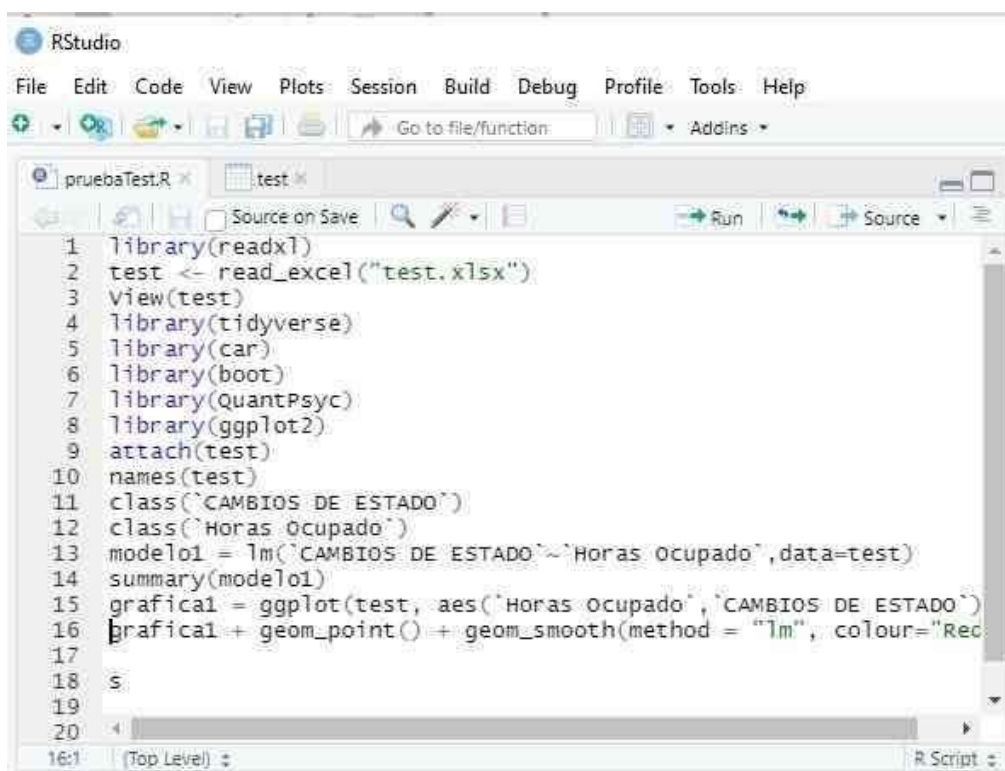 RStudio
File Edit Code View Plots Session Build Debug Profile Tools Help
Go to file/function Addins
pruebaTest.R test
Source on Save Run Source
1 library(readxl)
2 test <- read_excel("test.xlsx")
3 View(test)
4 library(tidyverse)
5 library(car)
6 library(boot)
7 library(QuantPsyc)
8 library(ggplot2)
9 attach(test)
10 names(test)
11 class(`CAMBIOS DE ESTADO`)
12 class(`Horas Ocupado`)
13 modelo1 = lm(`CAMBIOS DE ESTADO`~`Horas Ocupado`,data=test)
14 summary(modelo1)
15 grafica1 = ggplot(test, aes(`Horas Ocupado`,`CAMBIOS DE ESTADO`)
16 grafica1 + geom_point() + geom_smooth(method = "lm", colour="Red
17
18 s
19
20
16:1 (Top Level) R Script